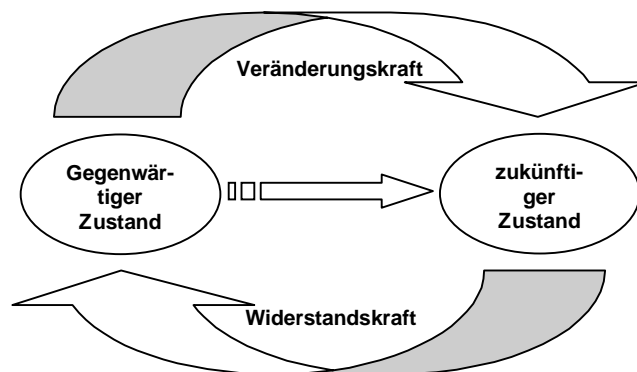 Veränderungskraft
Gegenwär-
tiger
Zustand
zukünfti-
ger
Zustand
Widerstandskraft